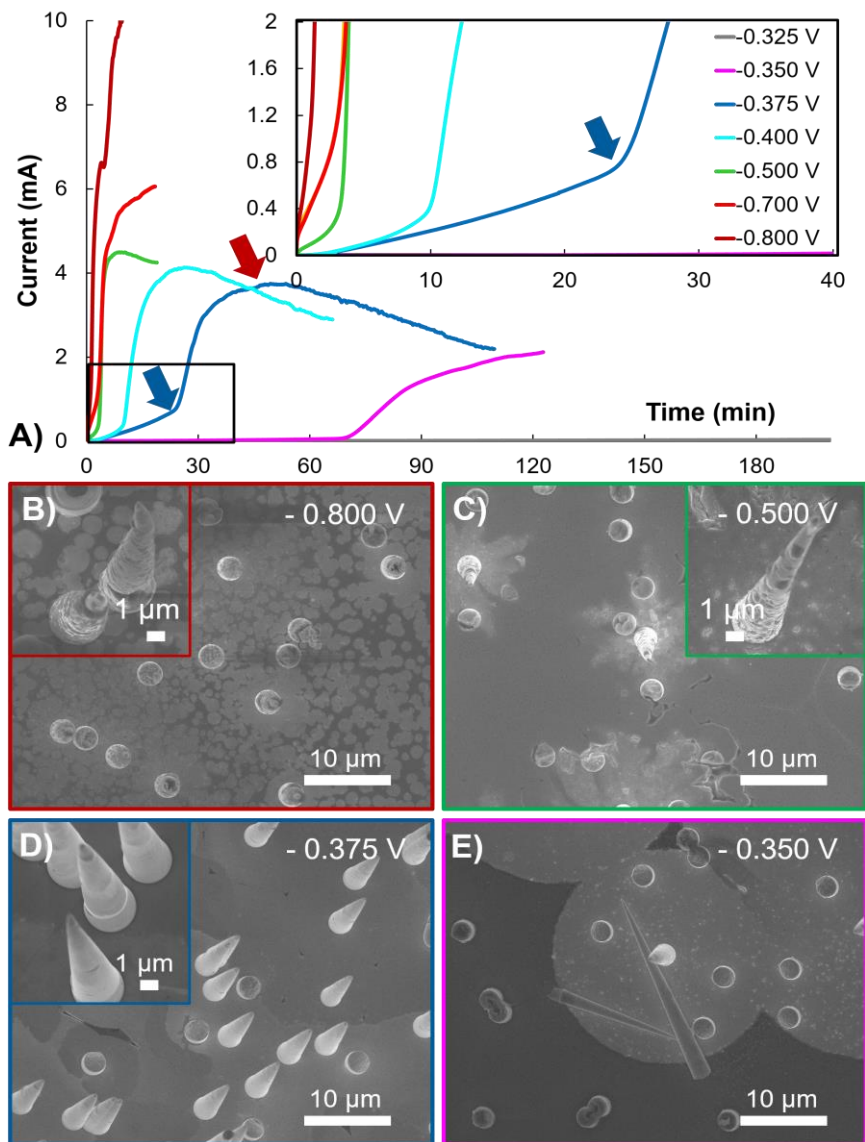 10
8
6
4
2
0
Current (mA)
A)
0 30 60 90 120 150 180
Time (min)
2
1.6
1.2
0.8
0.4
0
0 10 20 30 40
-0.325 V
-0.350 V
-0.375 V
-0.400 V
-0.500 V
-0.700 V
-0.800 V
B)
- 0.800 V
1 µm
10 µm
C)
- 0.500 V
1 µm
10 µm
D)
- 0.375 V
1 µm
10 µm
E)
- 0.350 V
10 µm